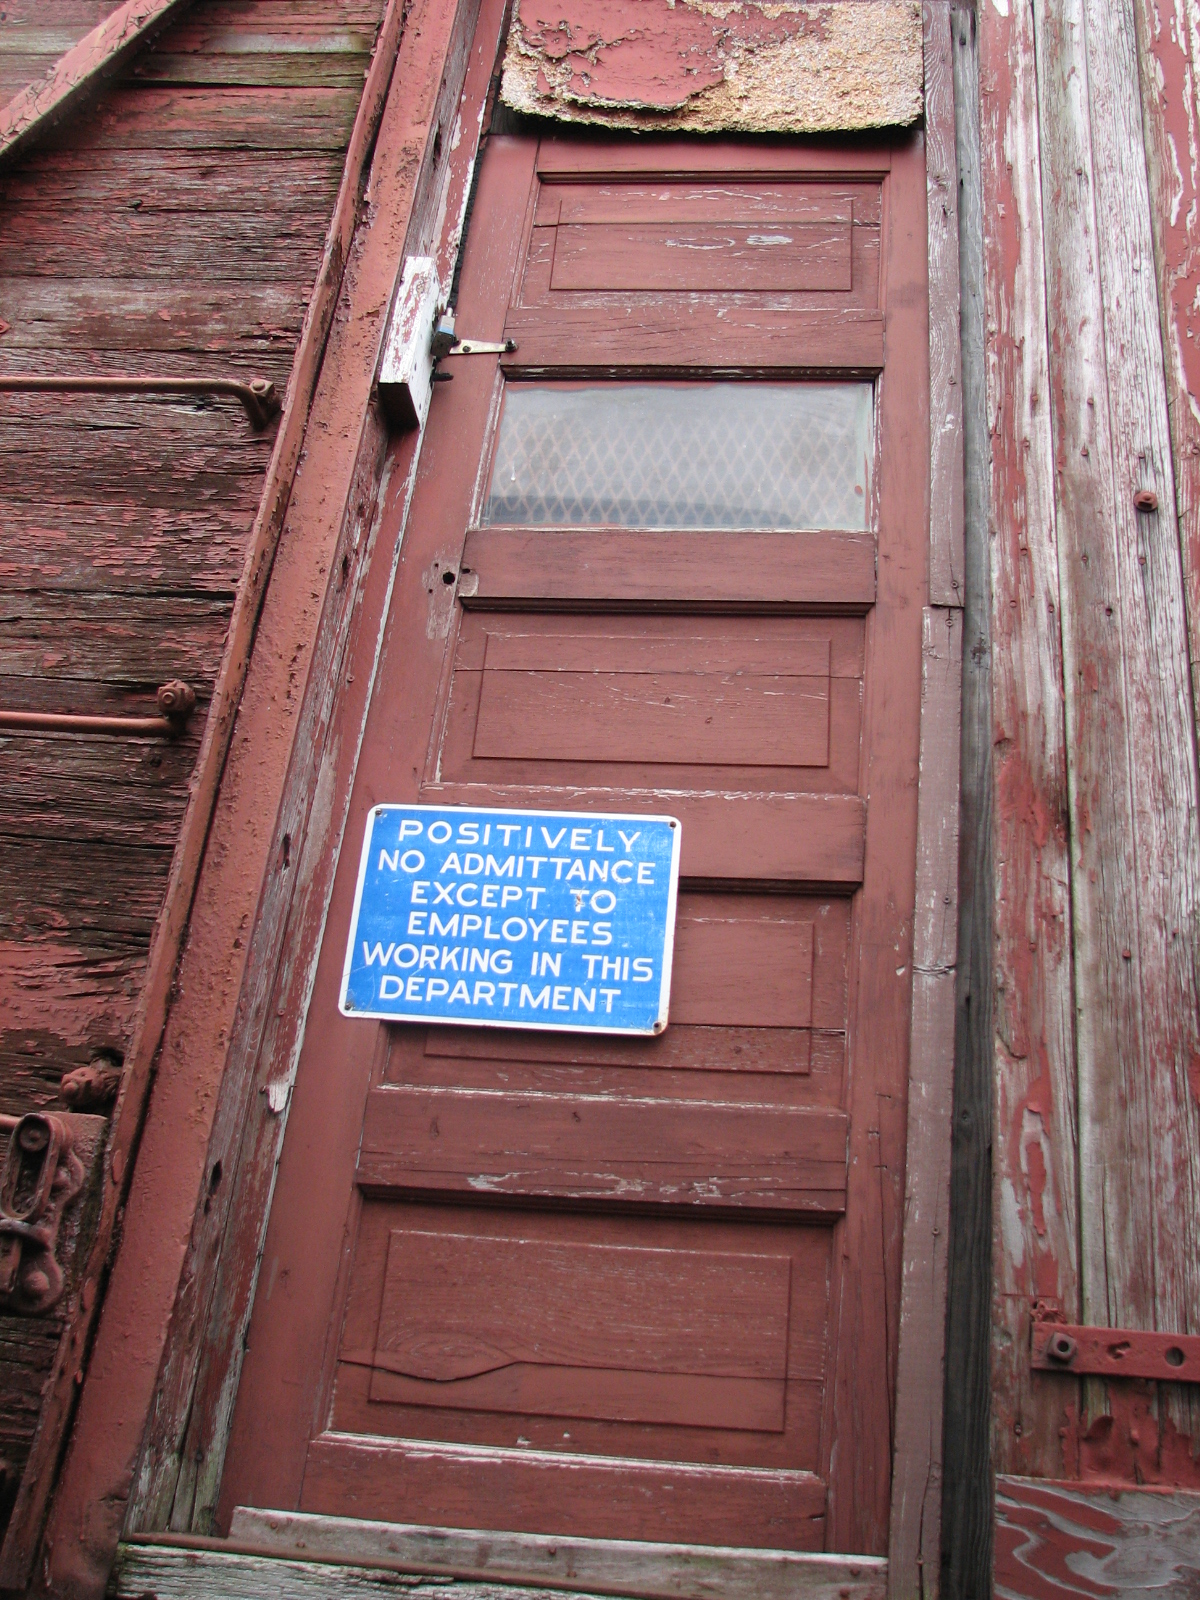 POSITIVELY
NO ADMITTANCE
EXCEPT TO
EMPLOYEES
WORKING IN THIS
DEPARTMENT